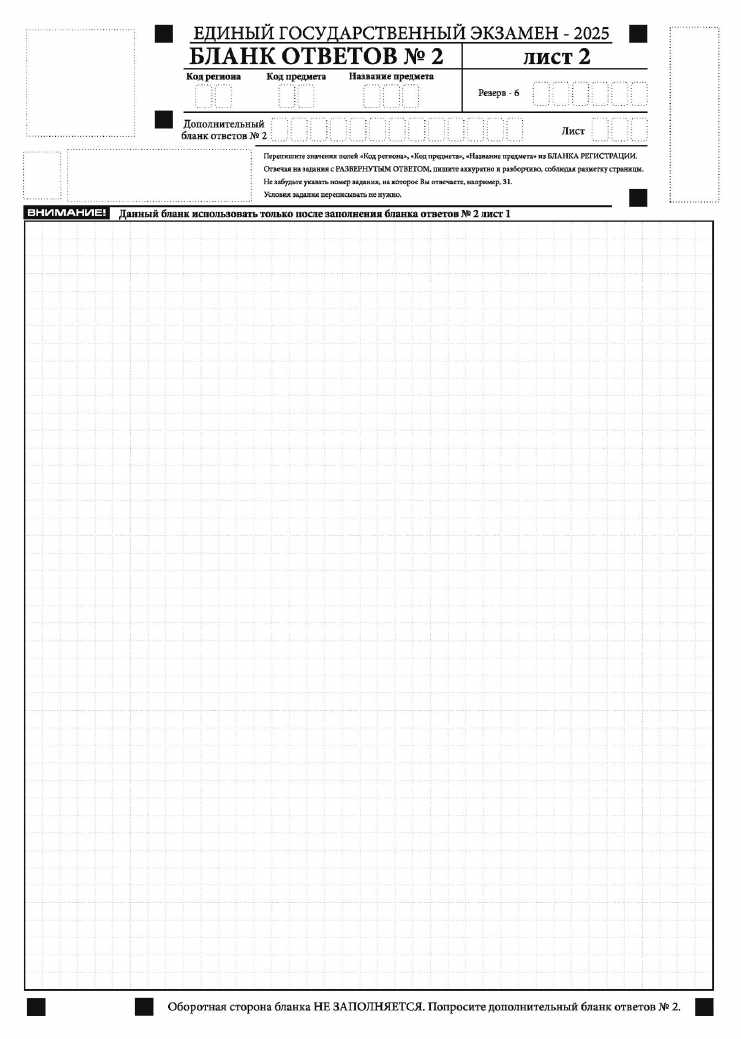 ЕДИНЫЙ ГОСУДАРСТВЕННЫЙ ЭКЗАМЕН - 2025
БЛАНК ОТВЕТОВ № 2
лист 2
Код региона
Код предмета
Название предмета
Резерв - 6
Дополнительный
бланк ответов № 2
Лист
Перепишите значения полей «Код региона», «Код предмета», «Название предмета» из БЛАНКА РЕГИСТРАЦИИ.
Отвечая на задания с РАЗВЕРНУТЫМ ОТВЕТОМ, пишите аккуратно и разборчиво, соблюдая разметку страницы.
Не забудьте указать номер задания, на которое Вы отвечаете, например, 31.
Условия задания переписывать не нужно.
ВНИМАНИЕ!
Данный бланк использовать только после заполнения бланка ответов № 2 лист 1
Оборотная сторона бланка НЕ ЗАПОЛНЯЕТСЯ. Попросите дополнительный бланк ответов № 2.